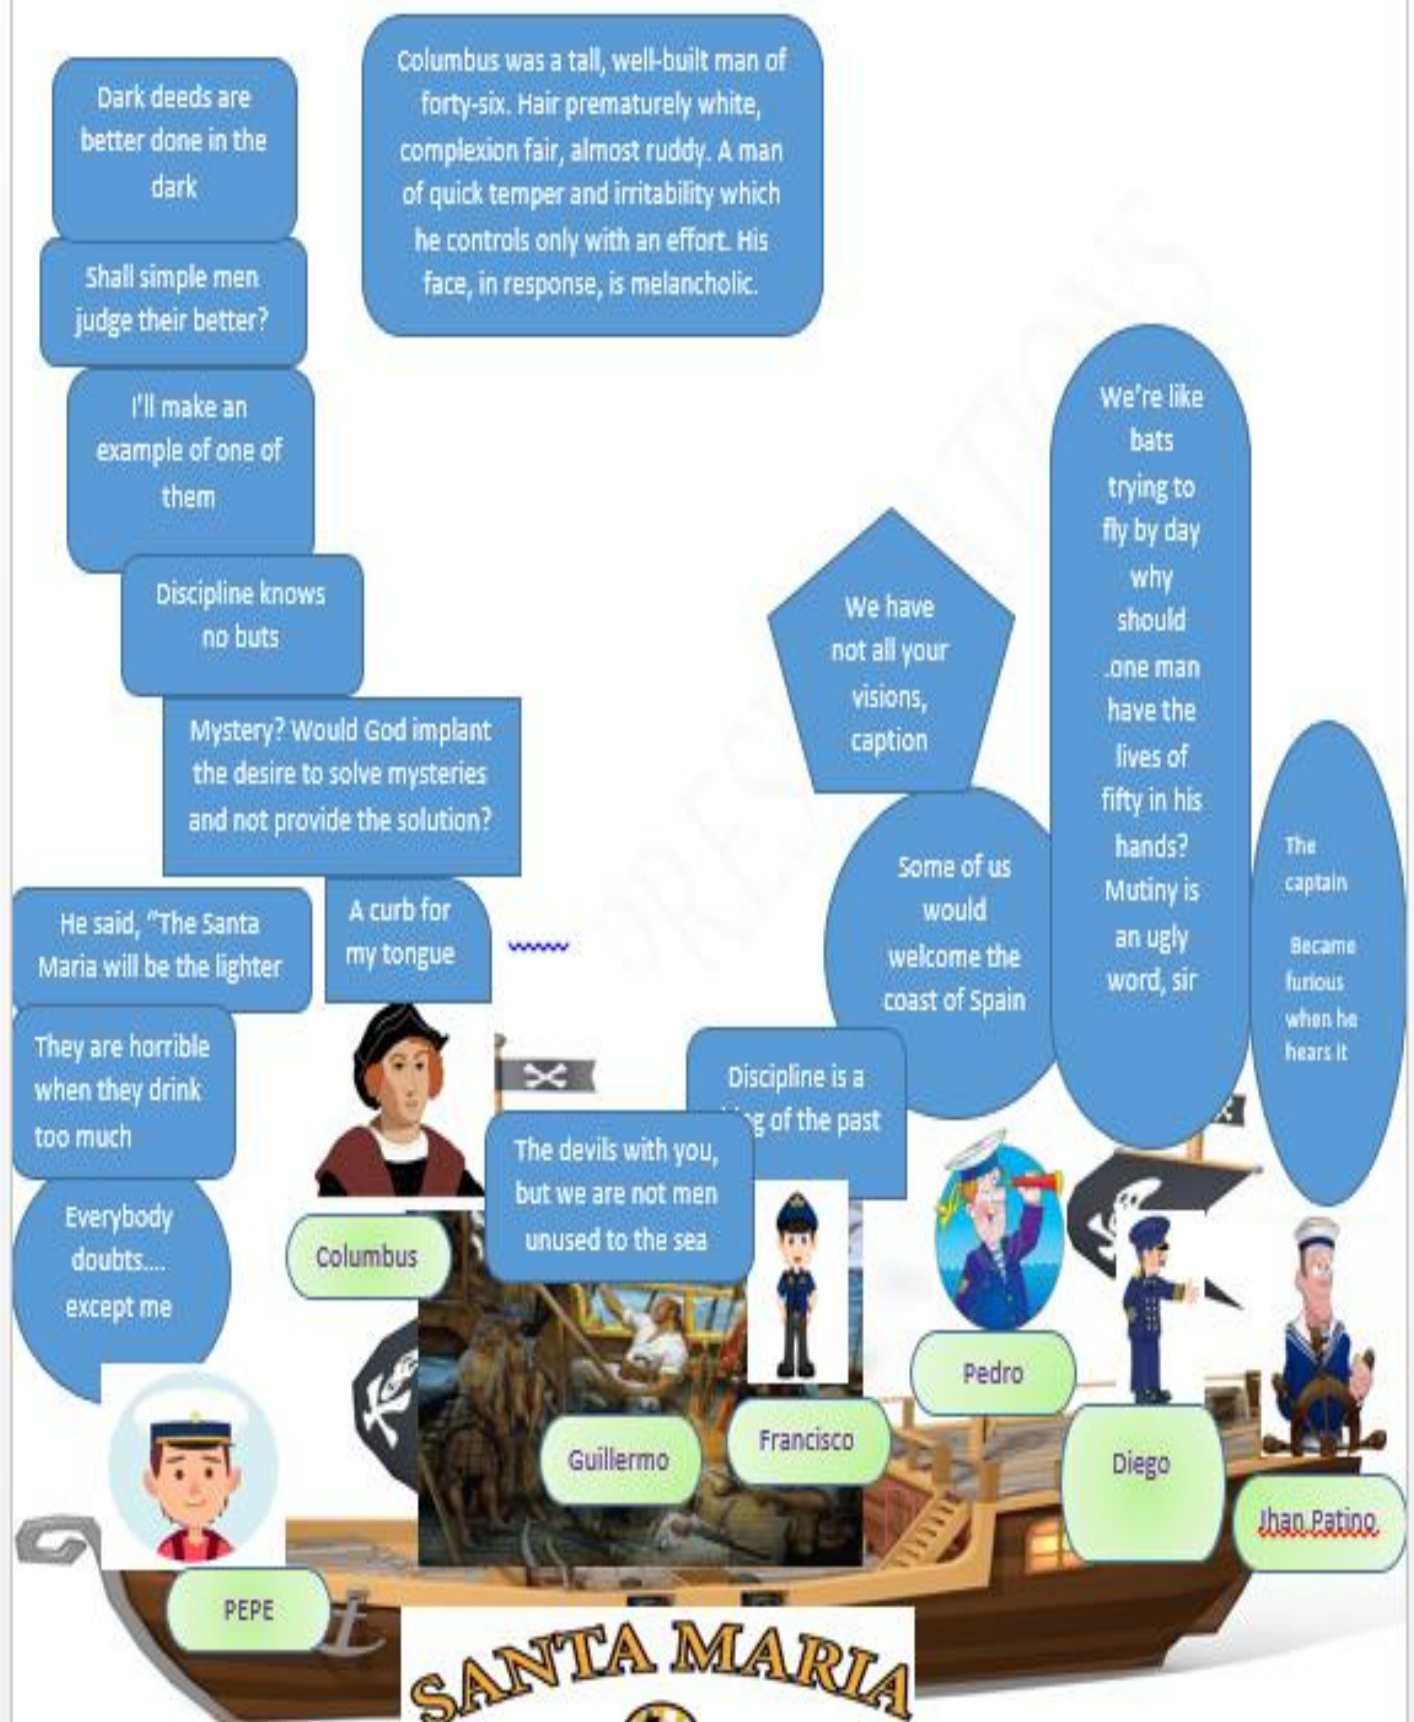 Columbus was a tall, well-built man of
forty-six. Hair prematurely white,
complexion fair, almost ruddy. A man
of quick temper and irritability which
he controls only with an effort. His
face, in response, is melancholic.
Dark deeds are
better done in the
dark
Shall simple men
judge their better?
I'll make an
example of one of
them
Discipline knows
no buts
Mystery? Would God implant
the desire to solve mysteries
and not provide the solution?
A curb for
my tongue
He said, "The Santa
Maria will be the lighter
They are horrible
when they drink
too much
Everybody
doubts....
except me
We have
not all your
visions,
caption
Some of us
would
welcome the
coast of Spain
We're like
bats
trying to
fly by day
why
should
.one man
have the
lives of
fifty in his
hands?
Mutiny is
an ugly
word, sir
The
captain
Became
furious
when he
hears it
Discipline is a
of the past
The devils with you,
but we are not men
unused to the sea
Columbus
Pedro
Francisco
Guillermo
Diego
Jhan Patino
PEPE
SANTA MARIA